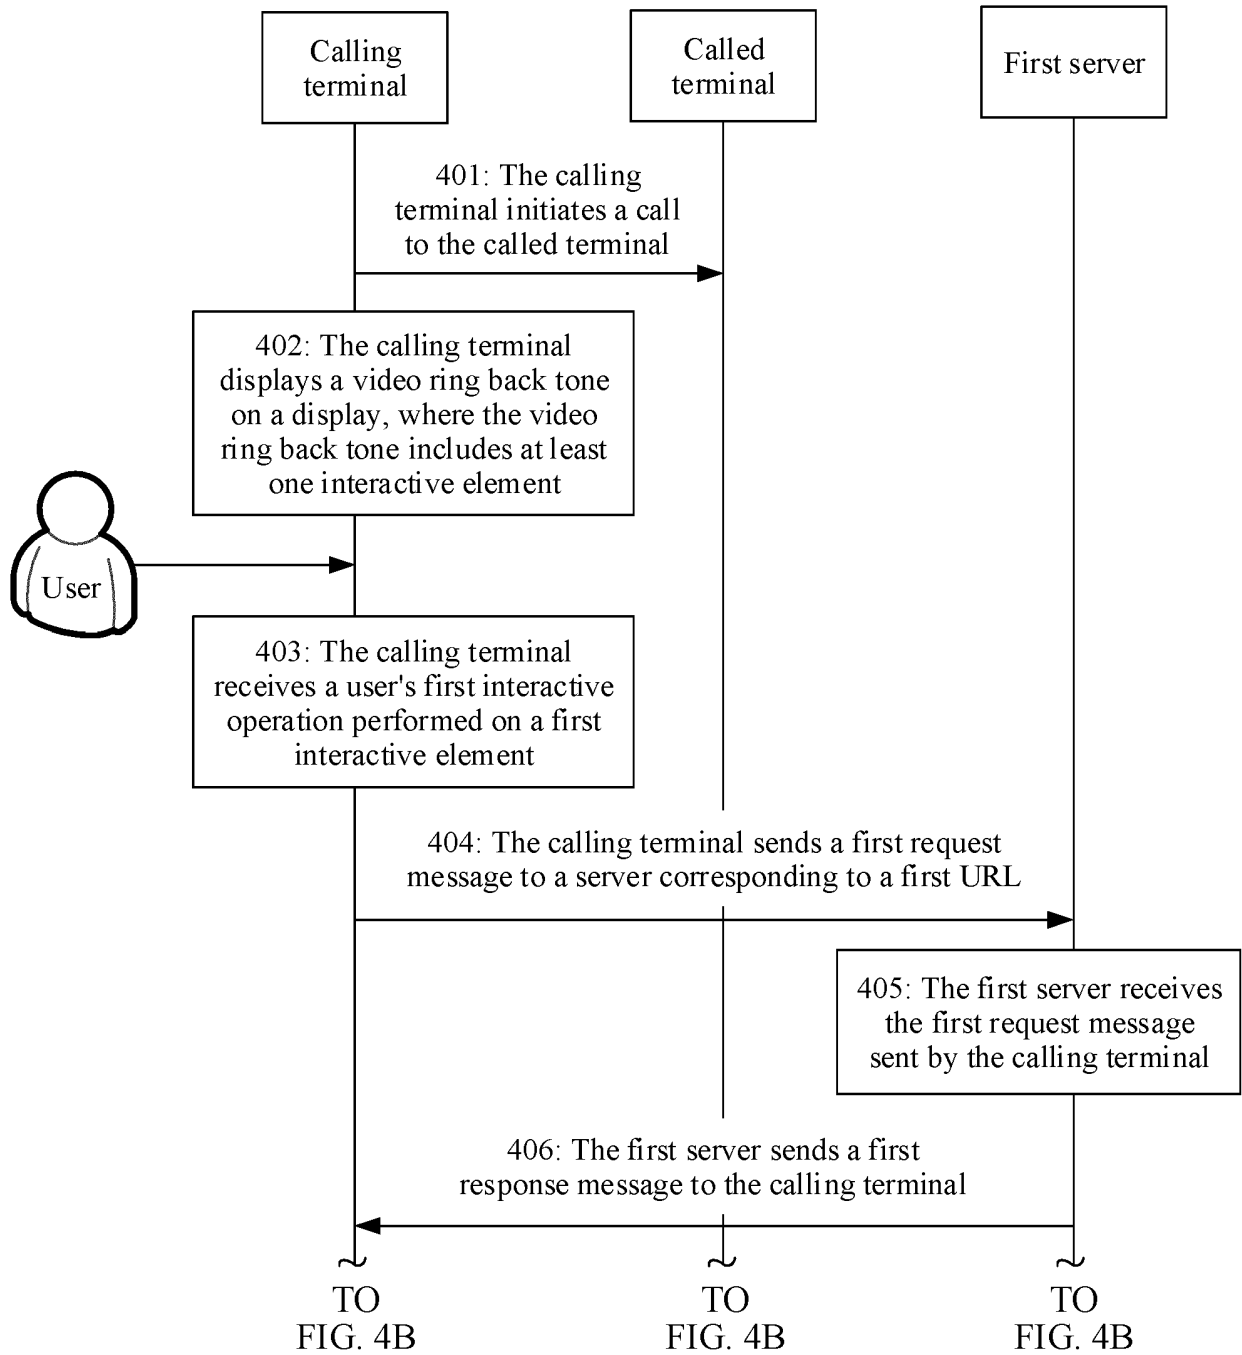 Calling
terminal
Called
terminal
First server
401: The calling
terminal initiates a call
to the called terminal
402: The calling terminal
displays a video ring back tone
on a display, where the video
ring back tone includes at least
one interactive element
User
403: The calling terminal
receives a user's first interactive
operation performed on a first
interactive element
404: The calling terminal sends a first request
message to a server corresponding to a first URL
405: The first server receives
the first request message
sent by the calling terminal
406: The first server sends a first
response message to the calling terminal
TO
FIG. 4B
TO
FIG. 4B
TO
FIG. 4B